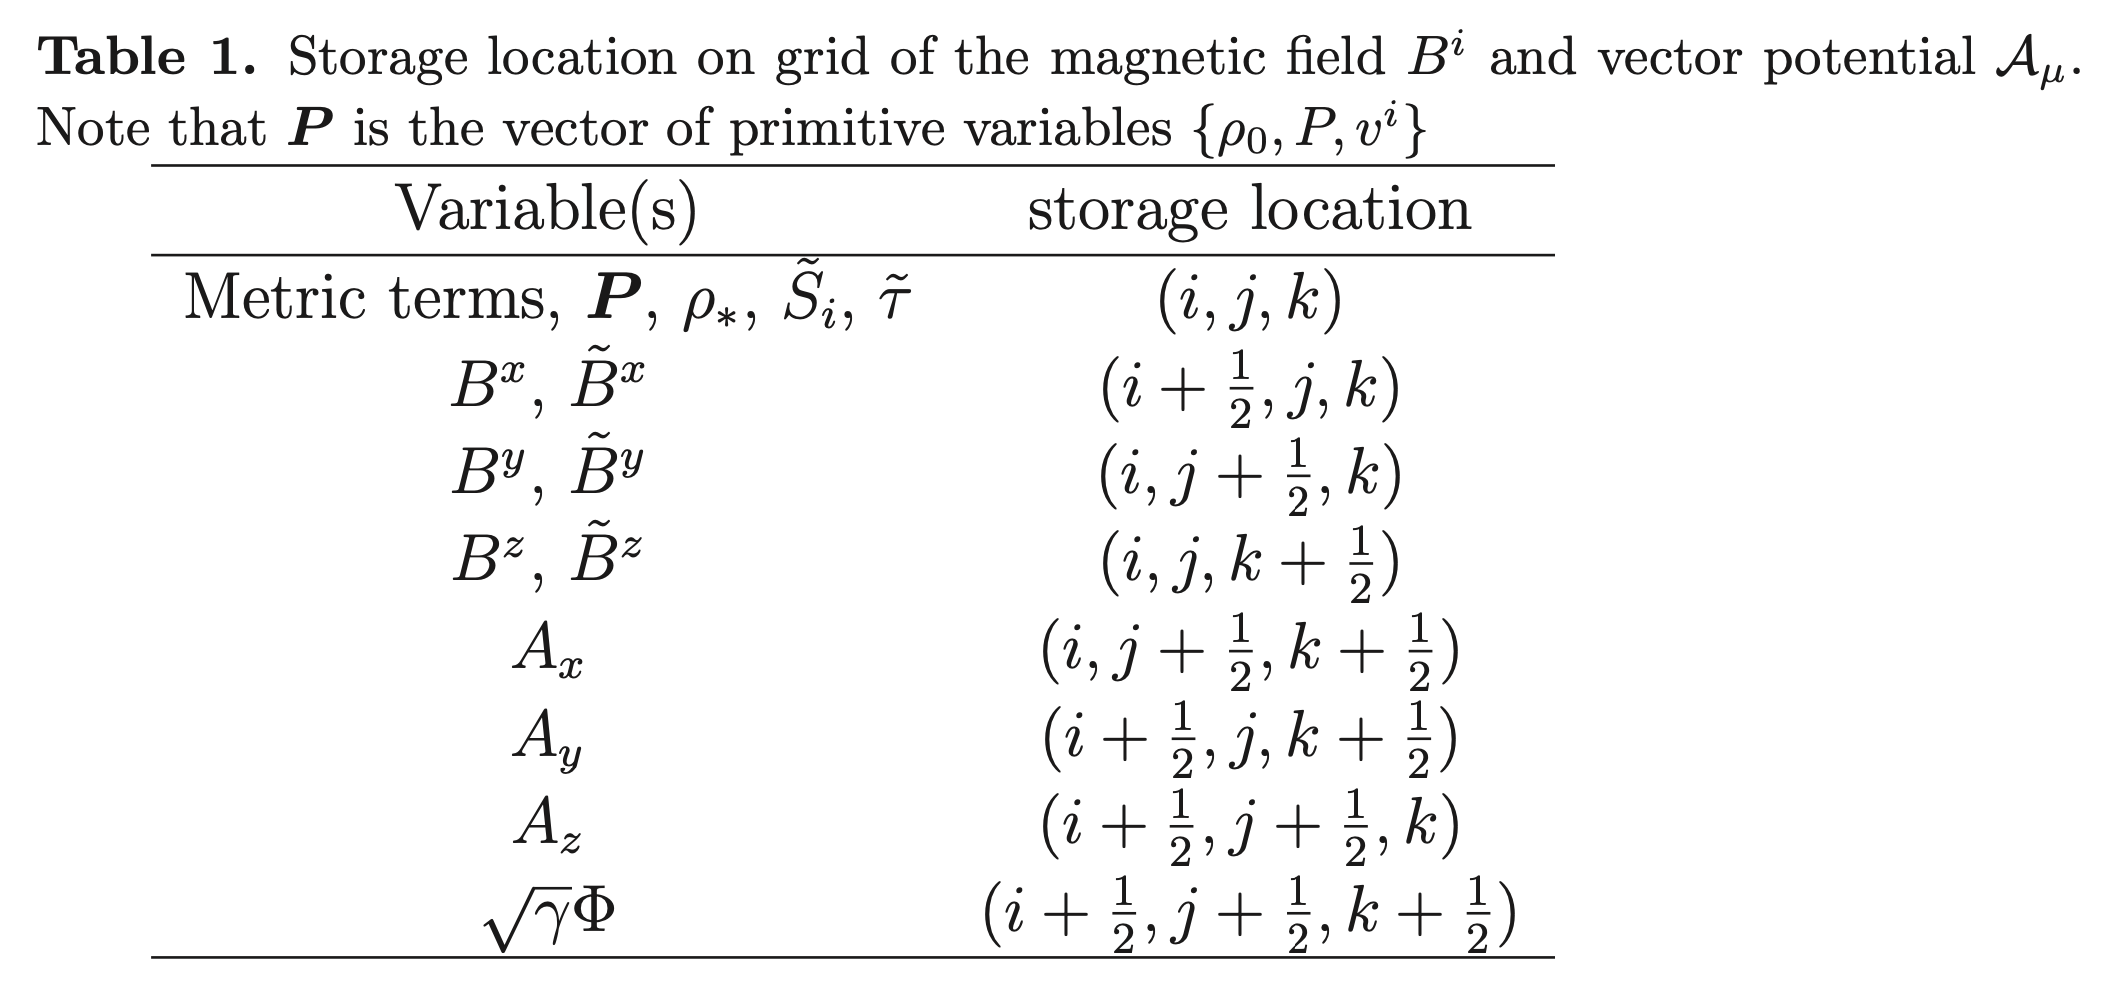 Table 1. Storage location on grid of the magnetic field $B^i$ and vector potential $\mathcal{A}_\mu$.
Note that $\boldsymbol{P}$ is the vector of primitive variables $\{\rho_0, P, v^i\}$
Variable(s) storage location
Metric terms, $\boldsymbol{P}$, $\rho_*$, $\tilde{S}_i$, $\tilde{\tau}$ $(i, j, k)$
$B^x$, $\tilde{B}^x$ $(i + \frac{1}{2}, j, k)$
$B^y$, $\tilde{B}^y$ $(i, j + \frac{1}{2}, k)$
$B^z$, $\tilde{B}^z$ $(i, j, k + \frac{1}{2})$
$A_x$ $(i, j + \frac{1}{2}, k + \frac{1}{2})$
$A_y$ $(i + \frac{1}{2}, j, k + \frac{1}{2})$
$A_z$ $(i + \frac{1}{2}, j + \frac{1}{2}, k)$
$\sqrt{\gamma}\Phi$ $(i + \frac{1}{2}, j + \frac{1}{2}, k + \frac{1}{2})$